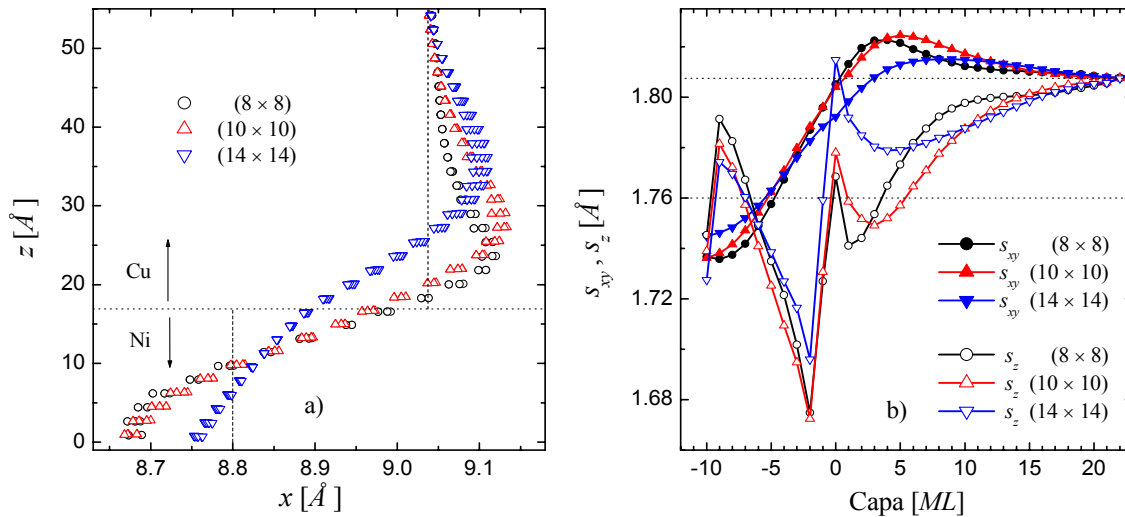 50
40
30
20
10
0
z [Å]
(8 × 8)
(10 × 10)
(14 × 14)
Cu
Ni
a)
8.7
8.8
8.9
9.0
9.1
x [Å]
1.80
1.76
1.72
1.68
s_xy , s_z [Å]
s_xy (8 × 8)
s_xy (10 × 10)
s_xy (14 × 14)
s_z (8 × 8)
s_z (10 × 10)
s_z (14 × 14)
b)
-10
-5
0
5
10
15
20
Capa [ML]